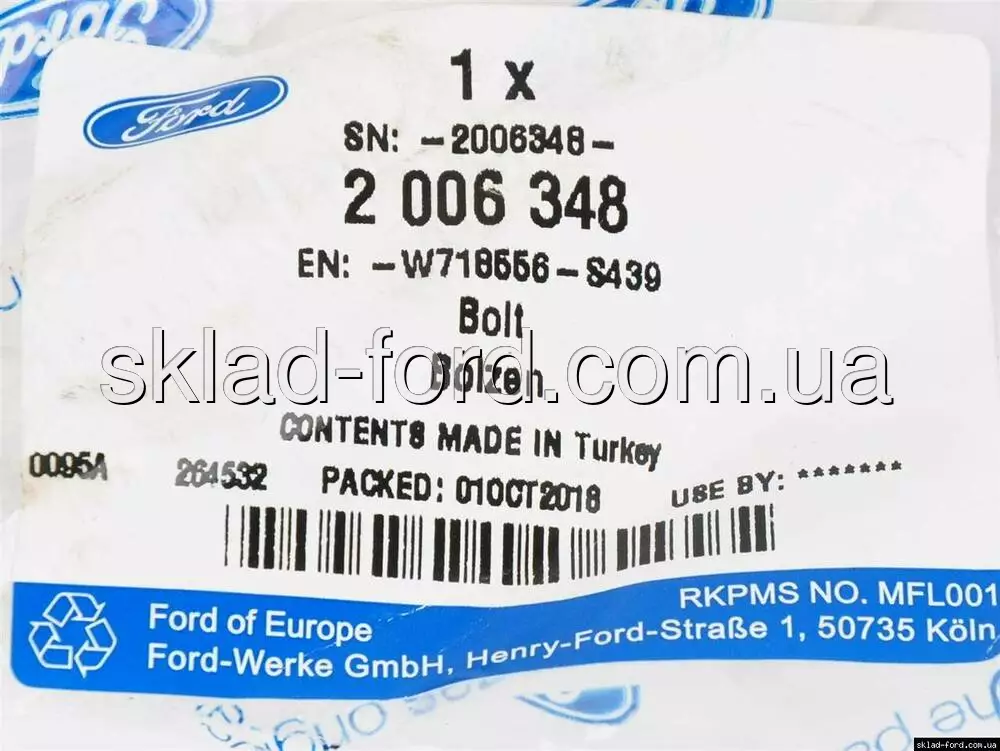 Ford
1 x
SN: -2006348-
2 006 348
EN: -W718556-S439
Bolt
sklad-ford.com.ua
Bolzen
CONTENTS MADE IN Turkey
0095A 264532 PACKED: 01OCT2018 USE BY: *******
RKPMS NO. MFL001
Ford of Europe
Ford-Werke GmbH, Henry-Ford-Straße 1, 50735 Köln
sklad-ford.com.ua